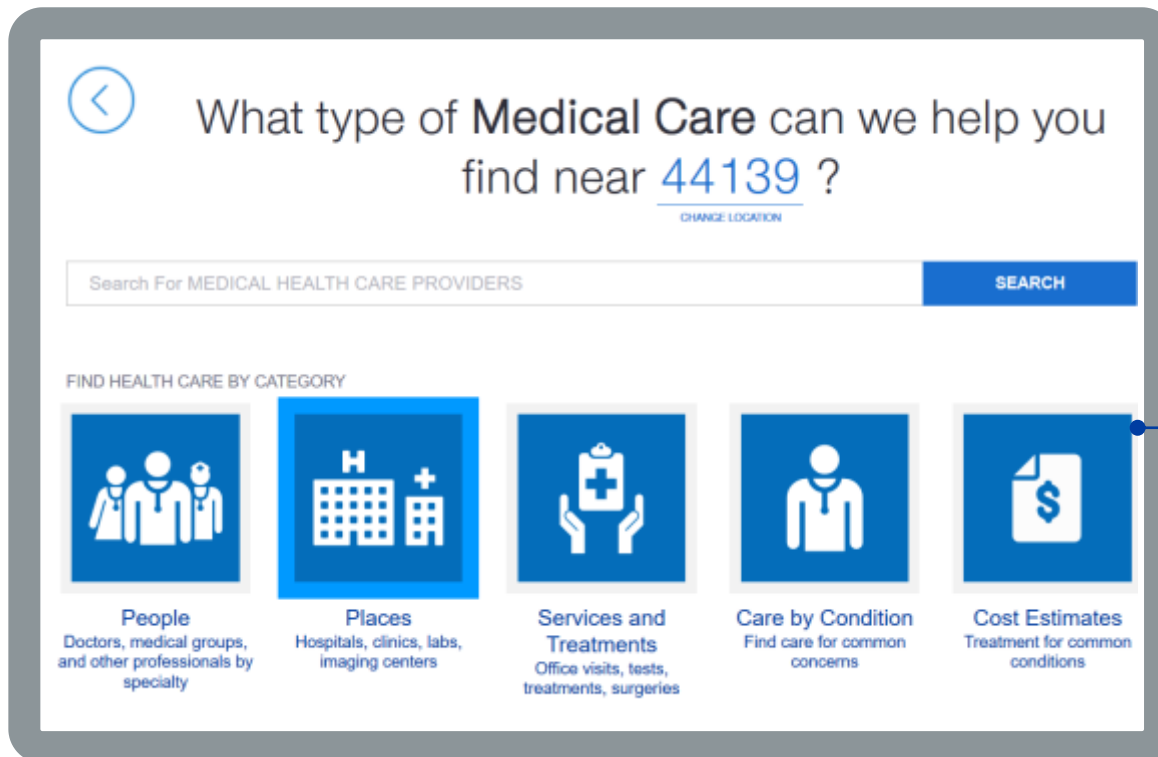 What type of Medical Care can we help you
find near 44139 ?
CHANGE LOCATION
Search For MEDICAL HEALTH CARE PROVIDERS
SEARCH
FIND HEALTH CARE BY CATEGORY
H
People
Doctors, medical groups,
and other professionals by
specialty
Places
Hospitals, clinics, labs,
imaging centers
Services and
Treatments
Office visits, tests,
treatments, surgeries
Care by Condition
Find care for common
concerns
$
Cost Estimates
Treatment for common
conditions